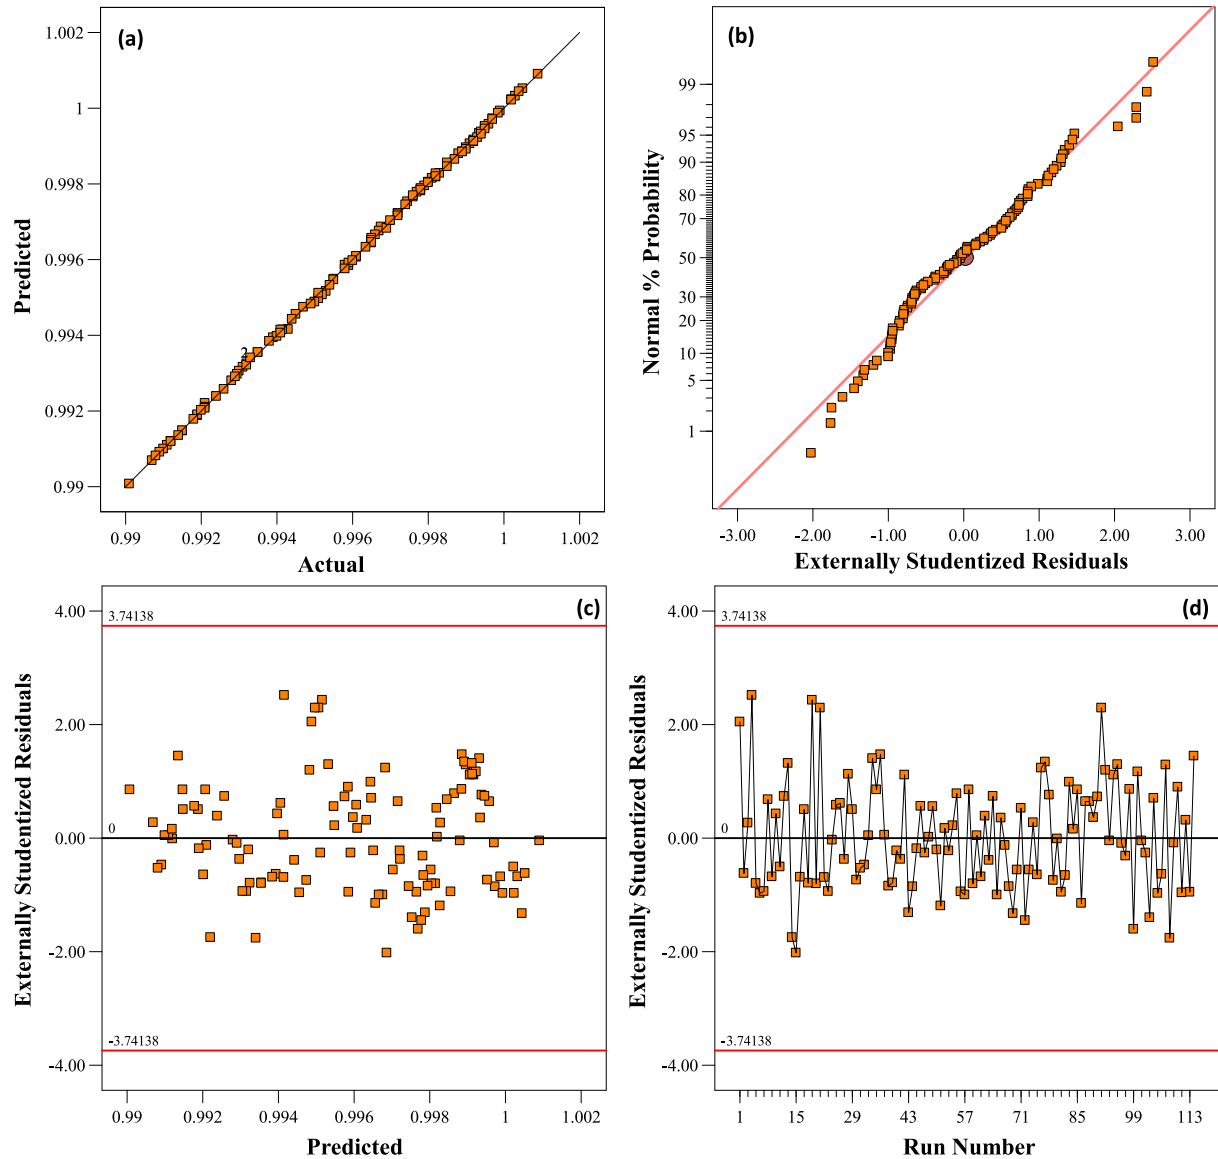 (a)
Predicted
1.002
1
0.998
0.996
0.994
0.992
0.99
2
0.99 0.992 0.994 0.996 0.998 1 1.002
Actual
(b)
Normal % Probability
99
95
90
80
70
50
30
20
10
5
1
-3.00 -2.00 -1.00 0.00 1.00 2.00 3.00
Externally Studentized Residuals
(c)
Externally Studentized Residuals
4.00
3.74138
2.00
0
0.00
-2.00
-3.74138
-4.00
0.99 0.992 0.994 0.996 0.998 1 1.002
Predicted
(d)
Externally Studentized Residuals
4.00
3.74138
2.00
0
0.00
-2.00
-3.74138
-4.00
1 15 29 43 57 71 85 99 113
Run Number